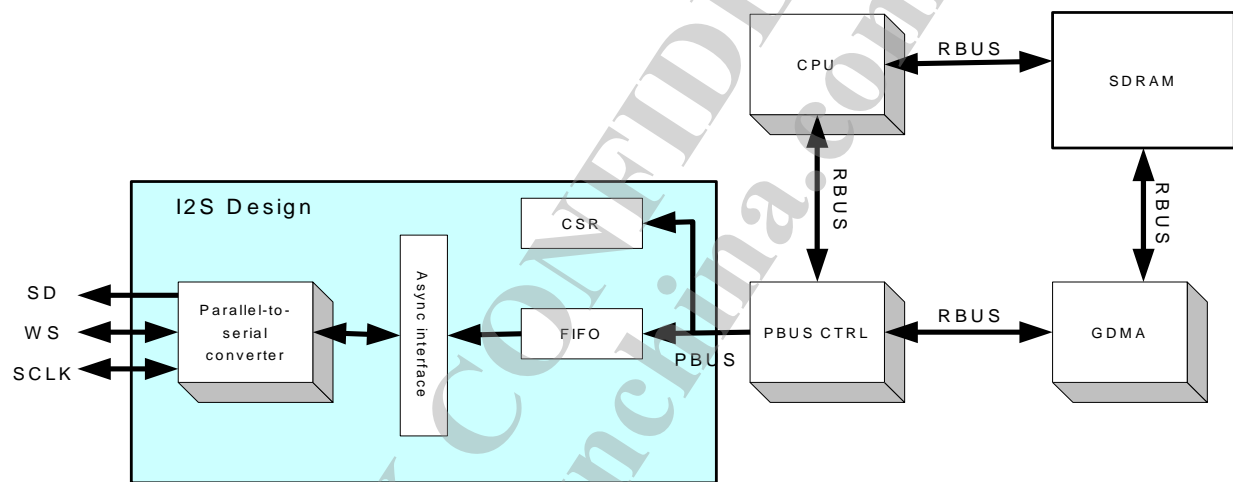 CPU
RBUS
SDRAM
RBUS
RBUS
I2S Design
CSR
Async interface
SD
WS
SCLK
Parallel-to-
serial
converter
FIFO
PBUS
PBUS CTRL
RBUS
GDMA